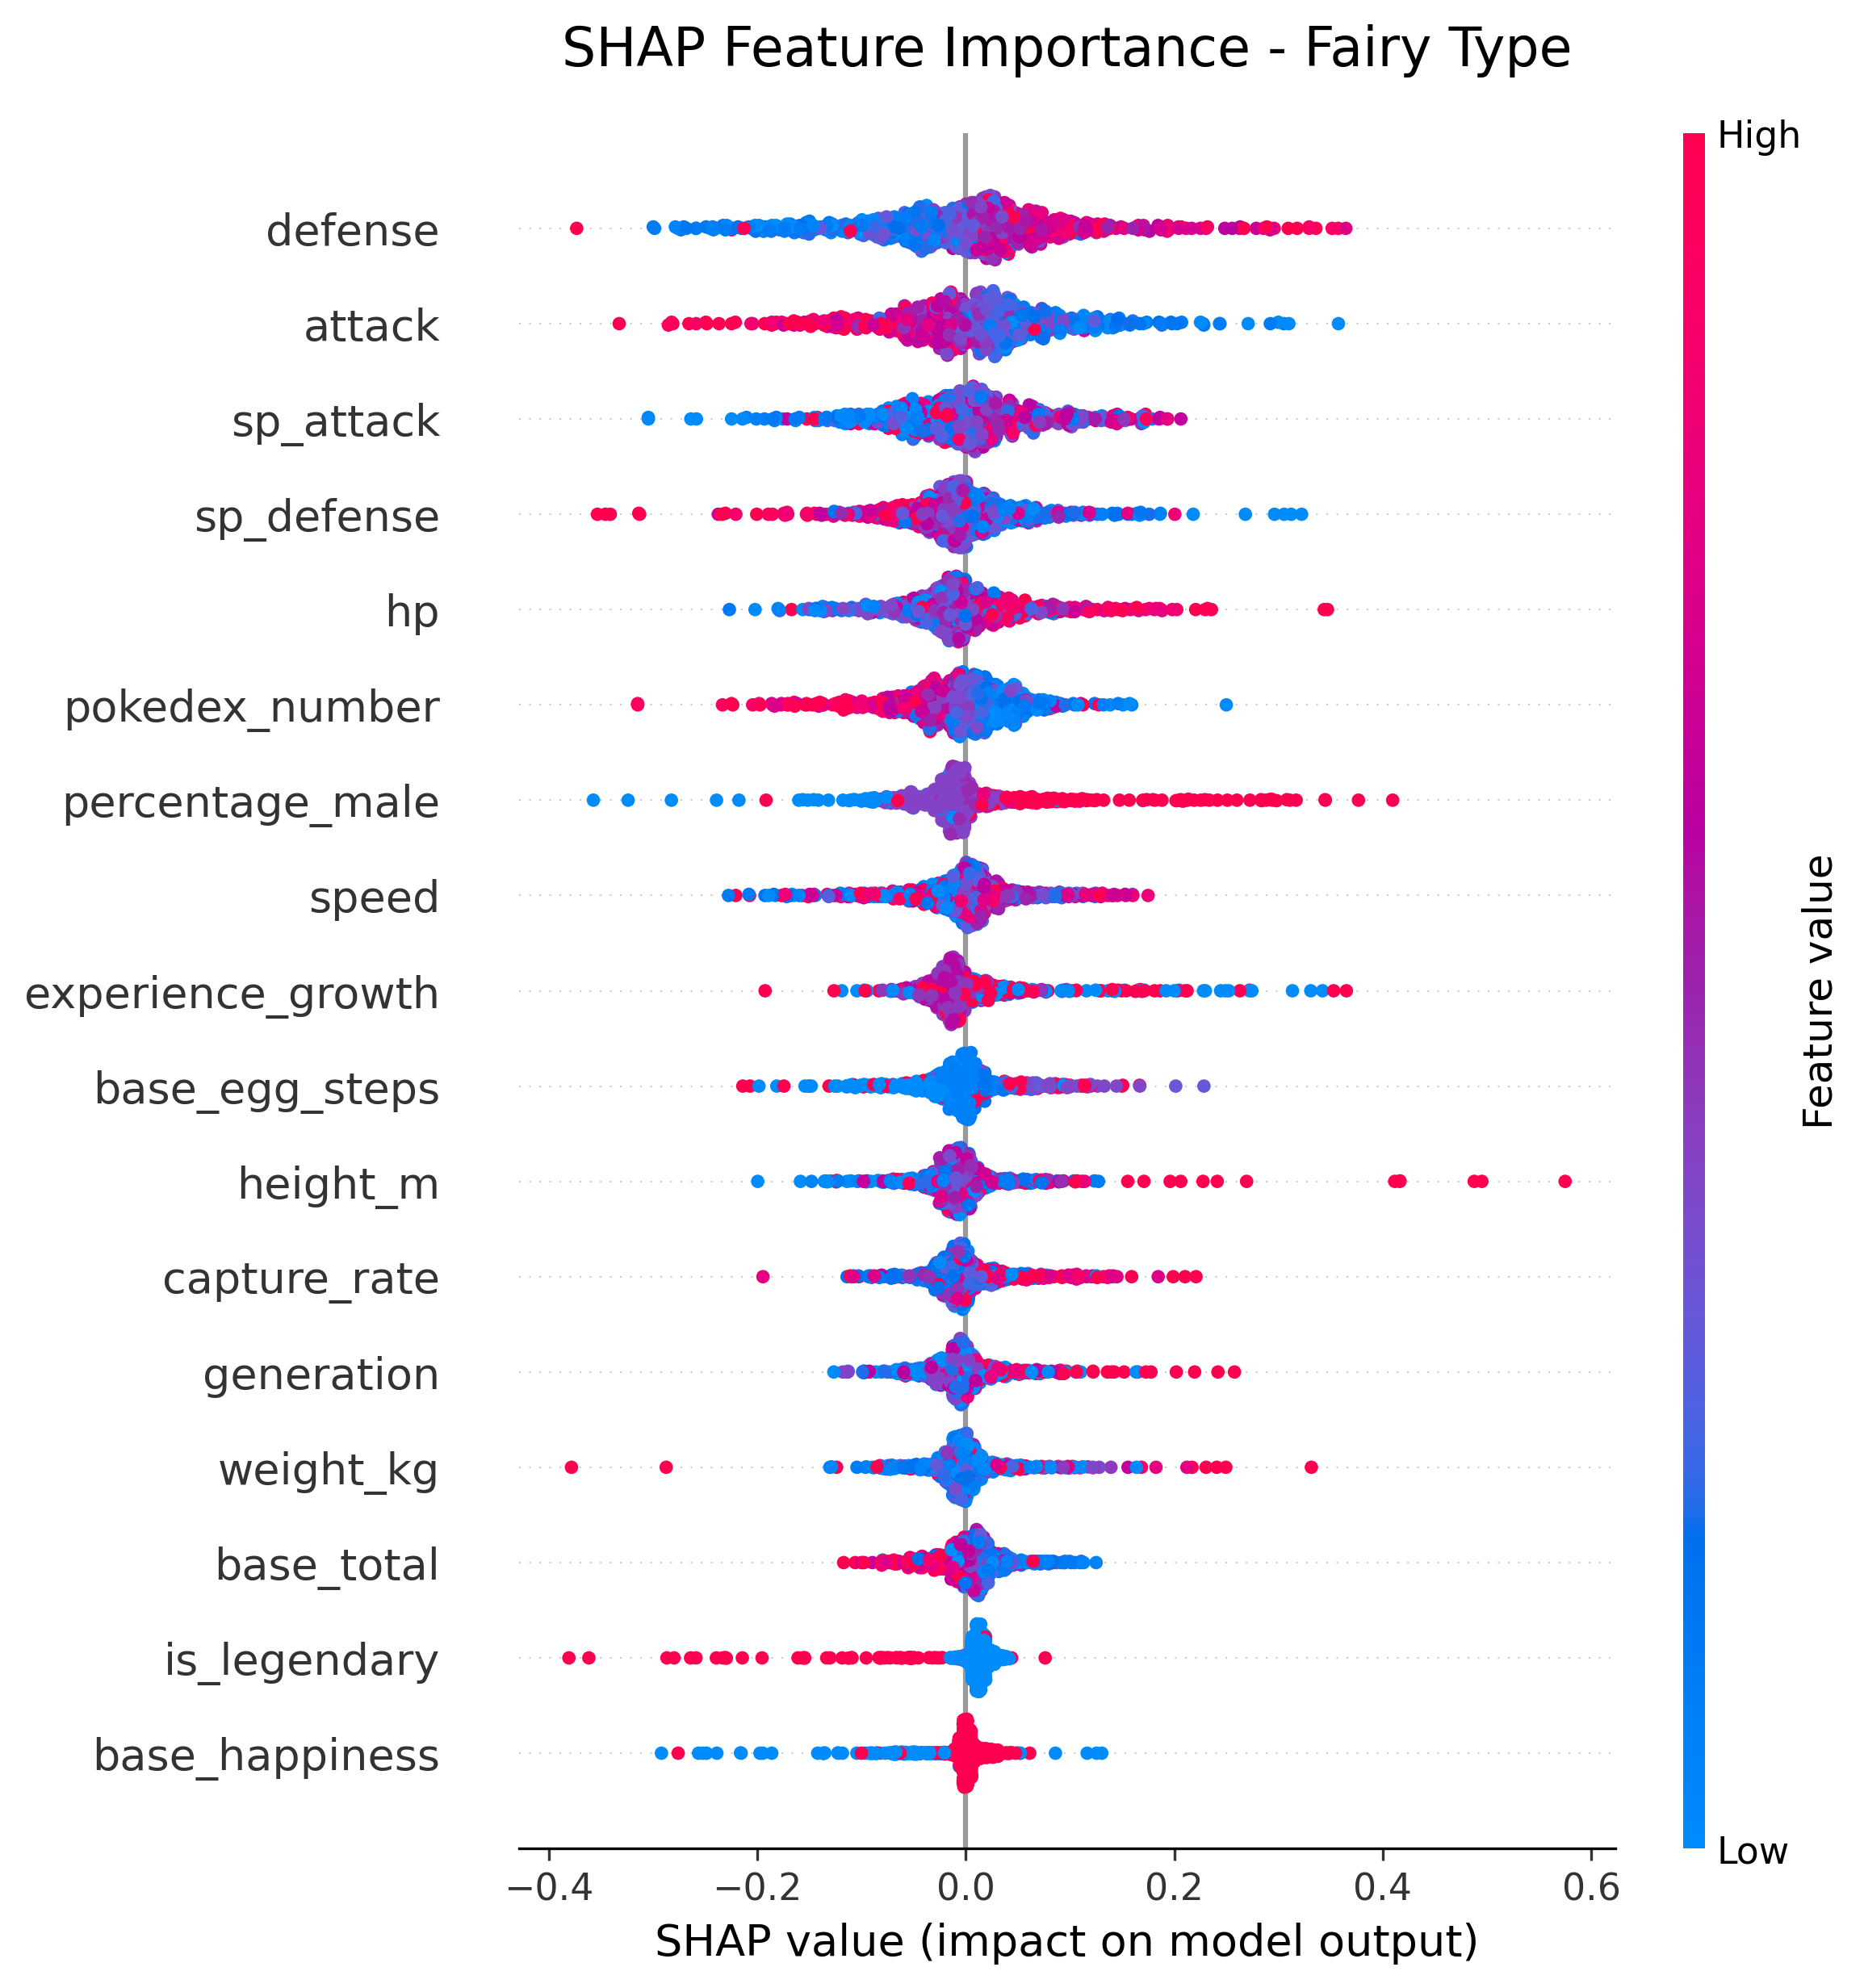 SHAP Feature Importance - Fairy Type
High
defense
attack
sp_attack
sp_defense
hp
pokedex_number
percentage_male
speed
experience_growth
base_egg_steps
height_m
capture_rate
generation
weight_kg
base_total
is_legendary
base_happiness
Feature value
Low
−0.4 −0.2 0.0 0.2 0.4 0.6
SHAP value (impact on model output)